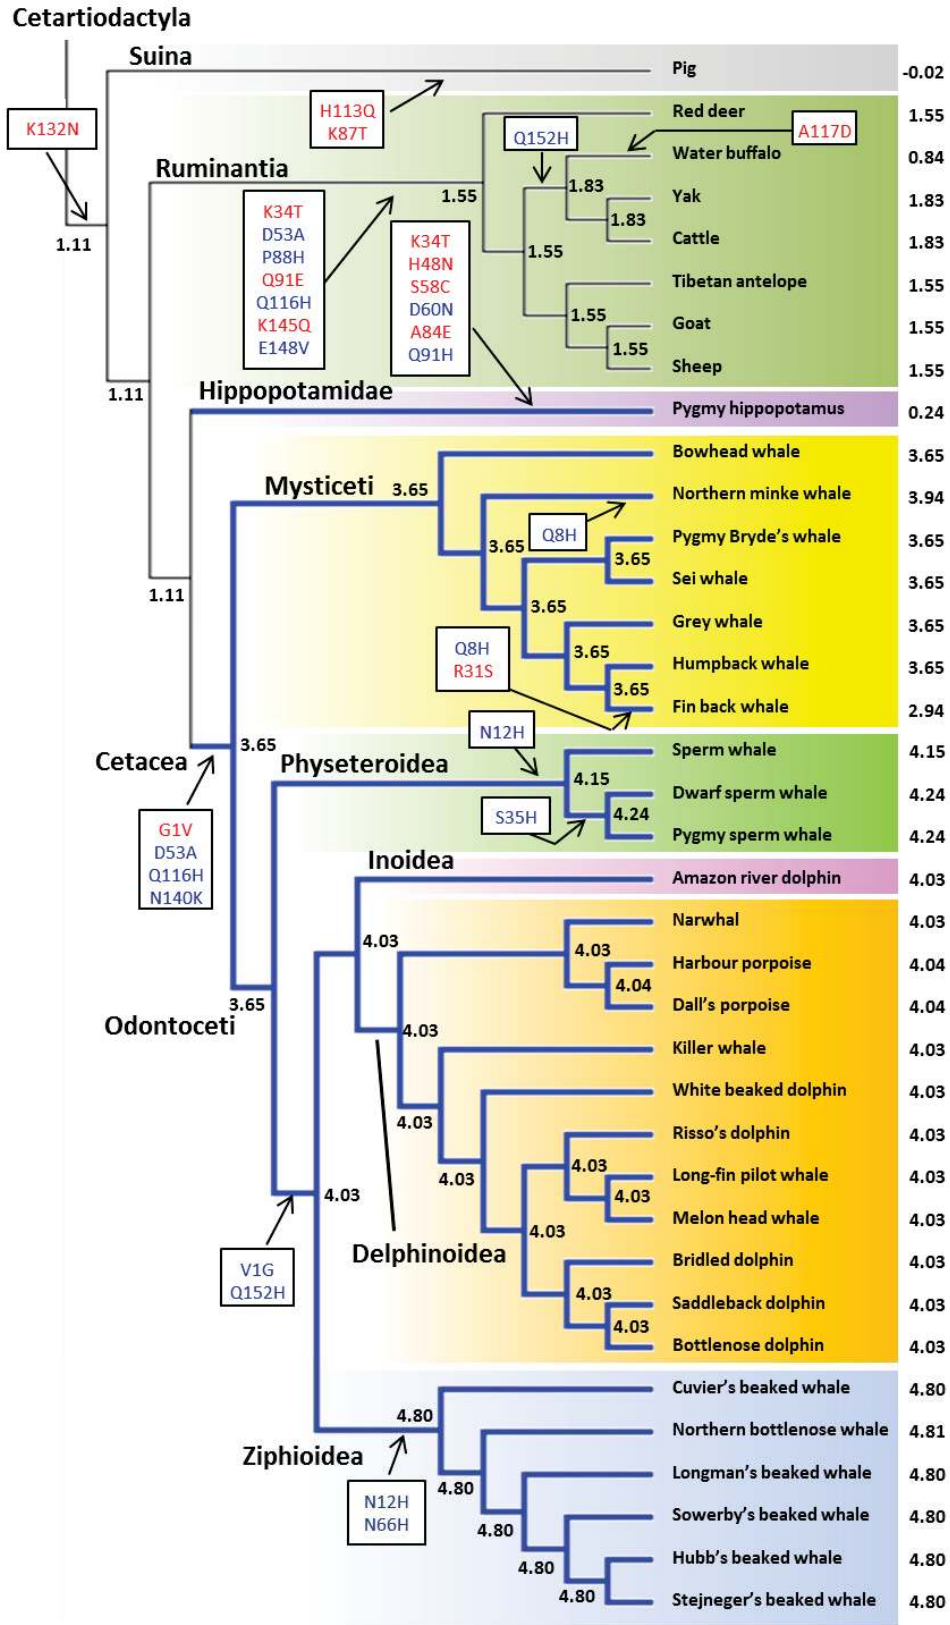 Cetartiodactyla
Suina
Pig
-0.02
K132N
H113Q
K87T
Red deer
1.55
Q152H
A117D
Water buffalo
0.84
Ruminantia
1.83
1.55
Yak
1.83
K34T
D53A
P88H
Q91E
Q116H
K145Q
E148V
K34T
H48N
S58C
D60N
A84E
Q91H
1.83
Cattle
1.83
1.11
1.55
Tibetan antelope
1.55
1.55
Goat
1.55
1.55
Sheep
1.55
1.11
Hippopotamidae
Pygmy hippopotamus
0.24
Bowhead whale
3.65
Mysticeti
3.65
Northern minke whale
3.94
Q8H
3.65
Pygmy Bryde's whale
3.65
3.65
Sei whale
3.65
1.11
3.65
Grey whale
3.65
Q8H
R31S
3.65
Humpback whale
3.65
3.65
Fin back whale
2.94
N12H
Cetacea
3.65
Sperm whale
4.15
Physeteroidea
4.15
Dwarf sperm whale
4.24
S35H
4.24
Pygmy sperm whale
4.24
G1V
D53A
Q116H
N140K
Inoidea
Amazon river dolphin
4.03
Narwhal
4.03
4.03
4.03
Harbour porpoise
4.04
4.04
Dall's porpoise
4.04
3.65
Odontoceti
4.03
Killer whale
4.03
White beaked dolphin
4.03
4.03
Risso's dolphin
4.03
4.03
4.03
Long-fin pilot whale
4.03
4.03
Melon head whale
4.03
4.03
4.03
Delphinoidea
Bridled dolphin
4.03
V1G
Q152H
4.03
Saddleback dolphin
4.03
4.03
Bottlenose dolphin
4.03
Cuvier's beaked whale
4.80
4.80
Northern bottlenose whale
4.81
Ziphioidea
4.80
Longman's beaked whale
4.80
N12H
N66H
4.80
Sowerby's beaked whale
4.80
4.80
Hubb's beaked whale
4.80
4.80
Stejneger's beaked whale
4.80